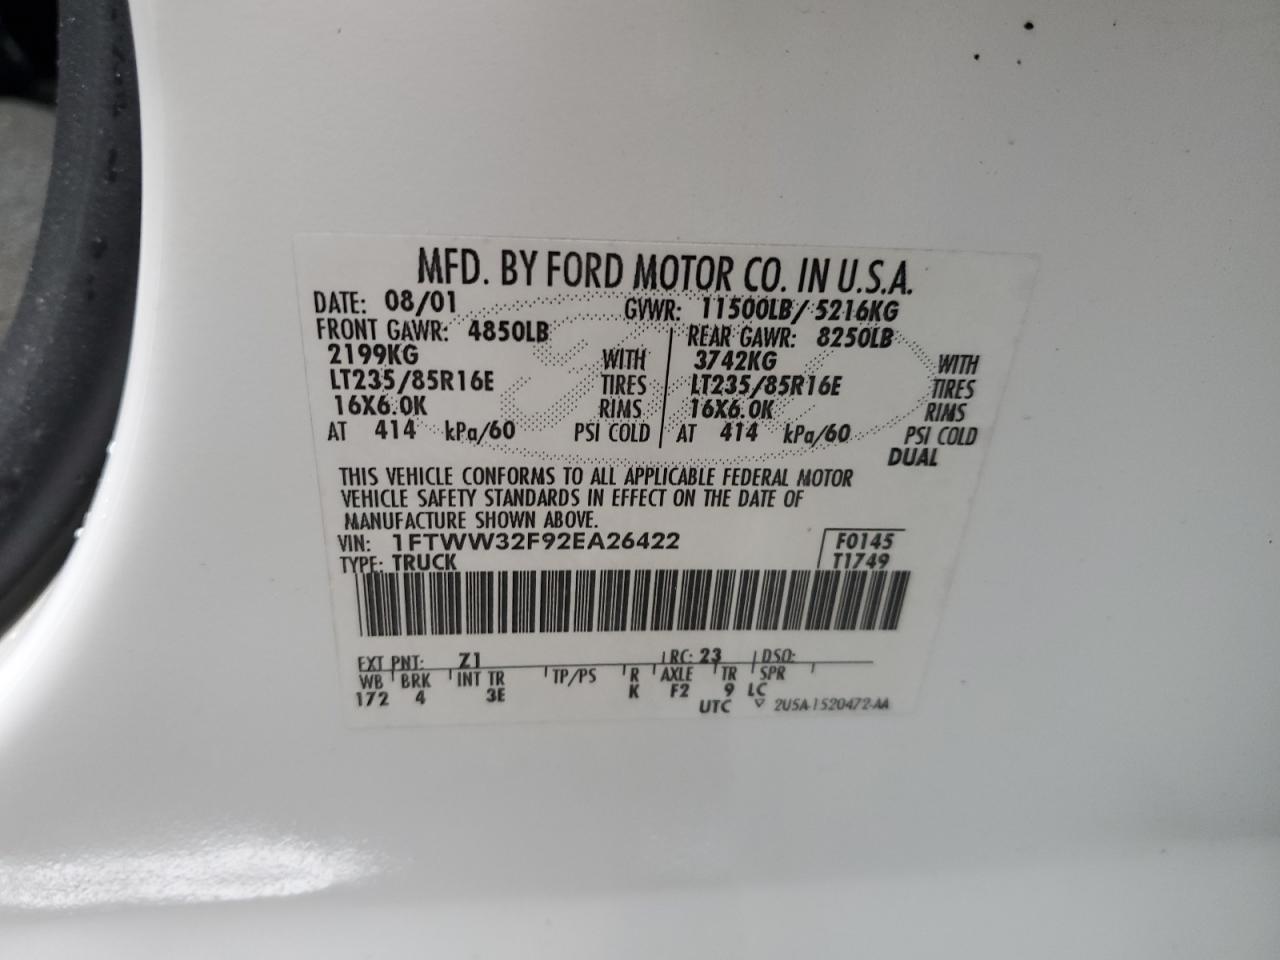 MFD. BY FORD MOTOR CO. IN U.S.A.
DATE: 08/01 GVWR: 11500LB/ 5216KG
FRONT GAWR: 4850LB REAR GAWR: 8250LB
2199KG WITH 3742KG WITH
LT235/85R16E TIRES LT235/85R16E TIRES
16X6.0K RIMS 16X6.0K RIMS
AT 414 kPa/60 PSI COLD AT 414 kPa/60 PSI COLD
DUAL
THIS VEHICLE CONFORMS TO ALL APPLICABLE FEDERAL MOTOR
VEHICLE SAFETY STANDARDS IN EFFECT ON THE DATE OF
MANUFACTURE SHOWN ABOVE.
VIN: 1FTWW32F92EA26422 F0145
TYPE: TRUCK T1749
EXT PNT: Z1 RC: 23 DSO:
WB BRK INT TR TP/PS R AXLE TR SPR
172 4 3E K F2 9 LC
UTC 2U5A-1520472-AA